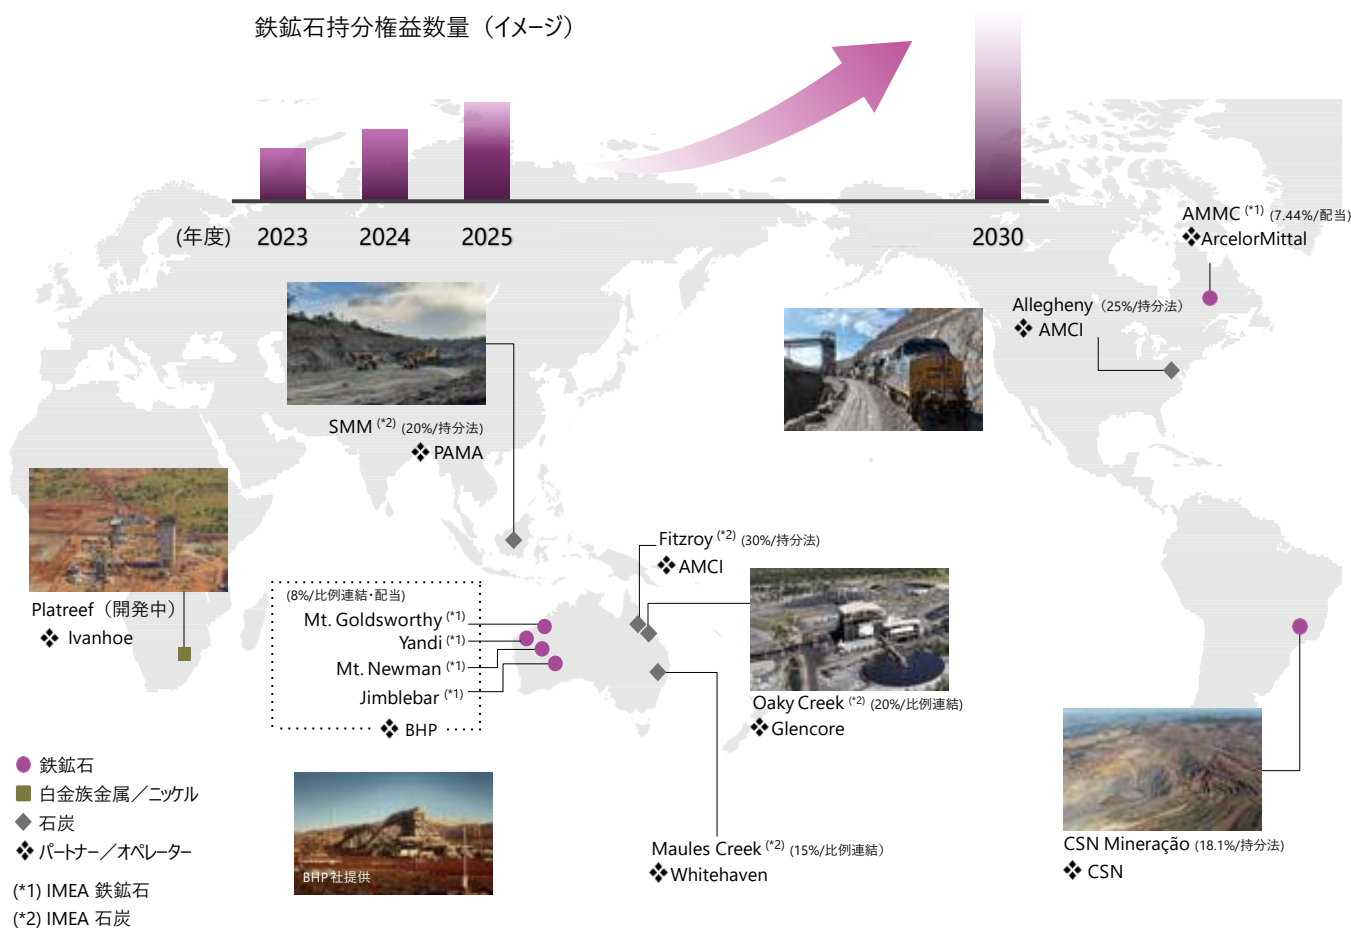 鉄鉱石持分権益数量（イメージ）
(年度) 2023 2024 2025 2030
AMMC (*1) (7.44%/配当)
❖ArcelorMittal
Allegheny（25%/持分法）
❖ AMCI
SMM (*2) (20%/持分法)
❖ PAMA
Platreef（開発中）
❖ Ivanhoe
Fitzroy (*2) (30%/持分法)
❖AMCI
(8%/比例連結・配当)
Mt. Goldsworthy (*1)
Yandi (*1)
Mt. Newman (*1)
Jimblebar (*1)
❖ BHP
Oaky Creek (*2) (20%/比例連結)
❖Glencore
鉄鉱石
白金族金属／ニッケル
石炭
❖パートナー／オペレーター
(*1) IMEA 鉄鉱石
(*2) IMEA 石炭
BHP社提供
Maules Creek (*2) (15%/比例連結）
❖Whitehaven
CSN Mineração (18.1%/持分法)
❖ CSN